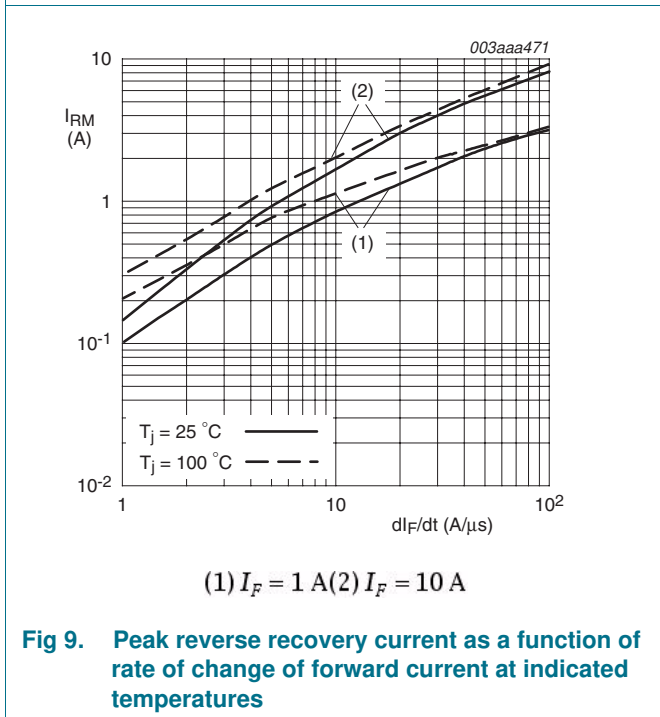 003aaa471
10
I_RM
(A)
(2)
1
(1)
10^-1
T_j = 25 °C
T_j = 100 °C
10^-2
1
10
10^2
dI_F/dt (A/μs)
(1) I_F = 1 A(2) I_F = 10 A
Fig 9. Peak reverse recovery current as a function of
rate of change of forward current at indicated
temperatures